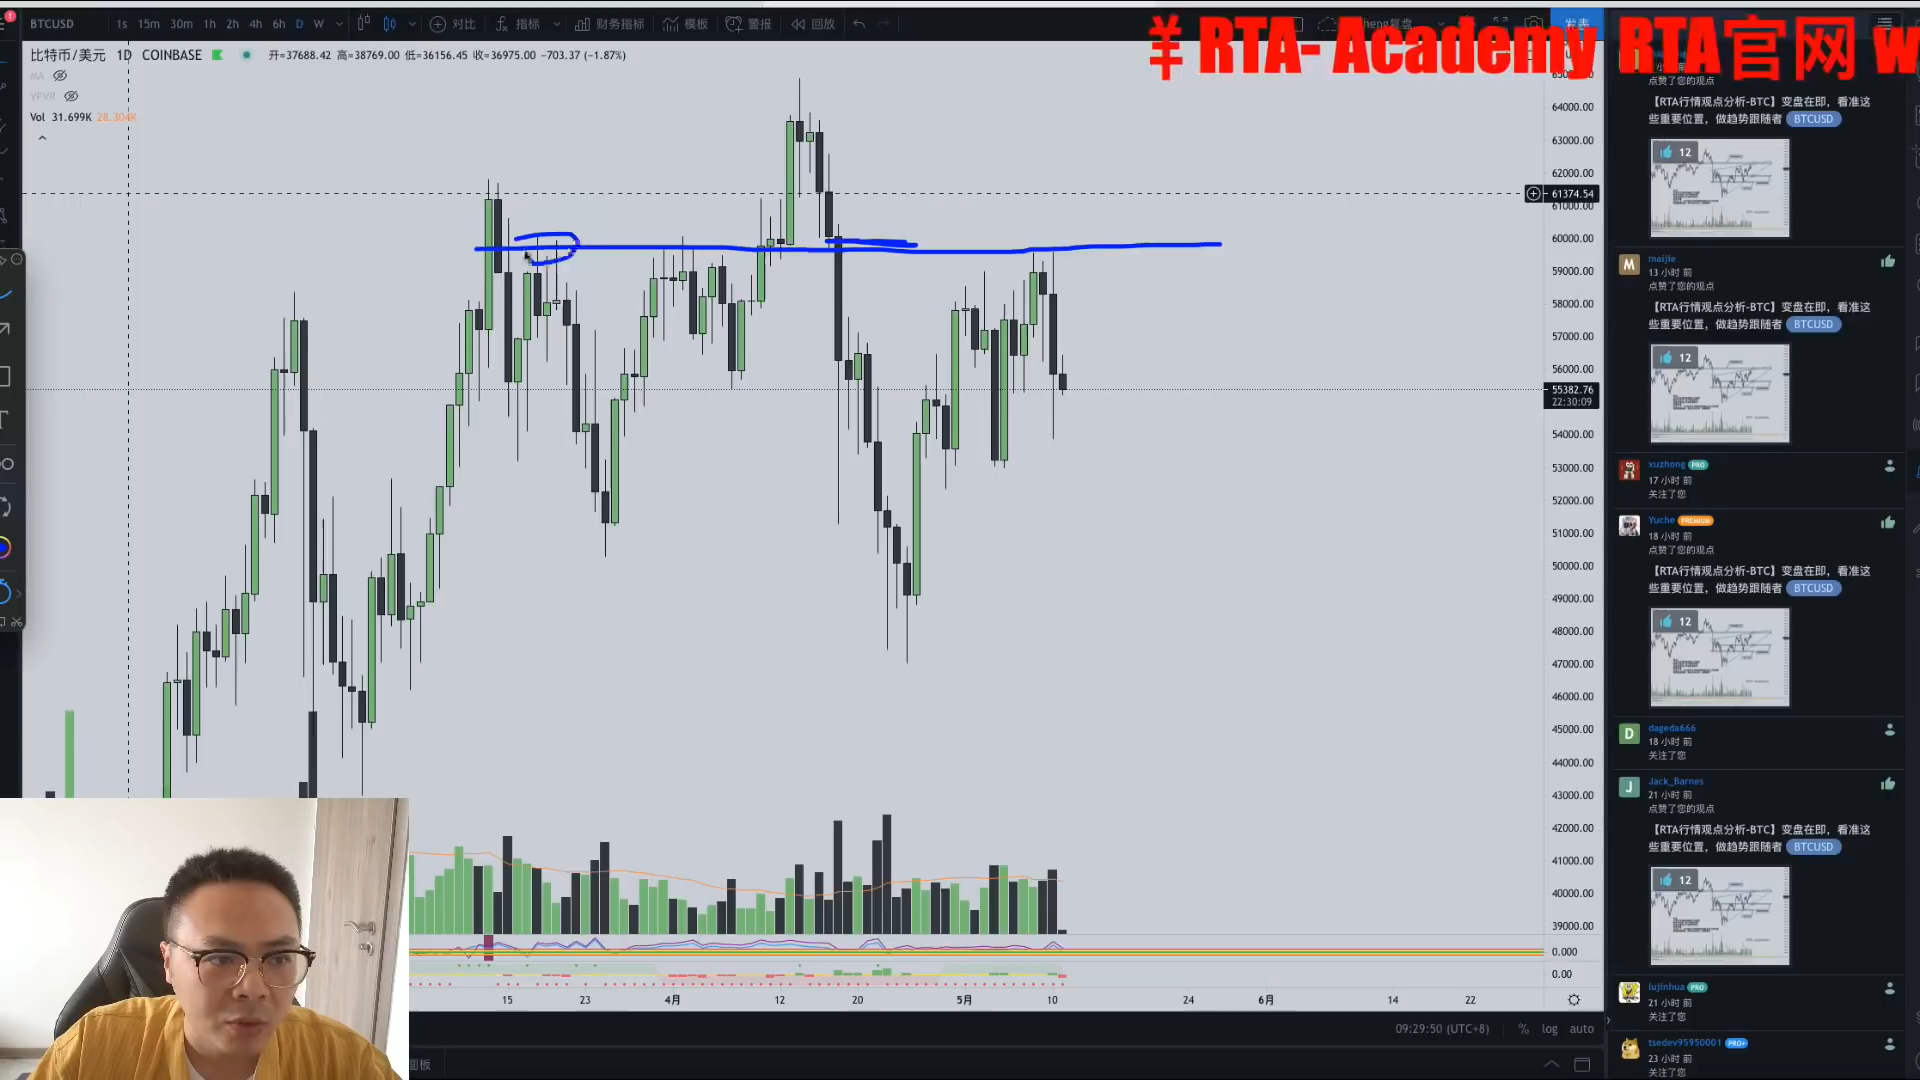 BTCUSD 1s 15m 30m 1h 2h 4h 6h D W 对比 指标 财务指标 模板 警报 回放 发表
¥ RTA- Academy RTA官网 w
比特币/美元 1D COINBASE 开=37688.42 高=38769.00 低=36156.45 收=36975.00 −703.37 (−1.87%)
MA
VPVR
Vol 31.699K 28.304K
64000.00
63000.00
62000.00
61374.54
61000.00
60000.00
59000.00
58000.00
57000.00
56000.00
55382.76
22:30:09
54000.00
53000.00
52000.00
51000.00
50000.00
49000.00
48000.00
47000.00
46000.00
45000.00
44000.00
43000.00
42000.00
41000.00
40000.00
39000.00
0.000
0.00
15 23 4月 12 20 5月 10 24 6月 14 22
09:29:50 (UTC+8) % log auto
面板
点赞了您的观点
【RTA行情观点分析-BTC】变盘在即，看准这
些重要位置，做趋势跟随者 BTCUSD
12
M maijie
13 小时 前
点赞了您的观点
【RTA行情观点分析-BTC】变盘在即，看准这
些重要位置，做趋势跟随者 BTCUSD
12
xuzhong PRO
17 小时 前
关注了您
Yuche PREMIUM
18 小时 前
点赞了您的观点
【RTA行情观点分析-BTC】变盘在即，看准这
些重要位置，做趋势跟随者 BTCUSD
12
D dageda666
18 小时 前
关注了您
J Jack_Barnes
21 小时 前
点赞了您的观点
【RTA行情观点分析-BTC】变盘在即，看准这
些重要位置，做趋势跟随者 BTCUSD
12
lujinhua PRO
21 小时 前
关注了您
tsedev95950001 PRO+
23 小时 前
关注了您